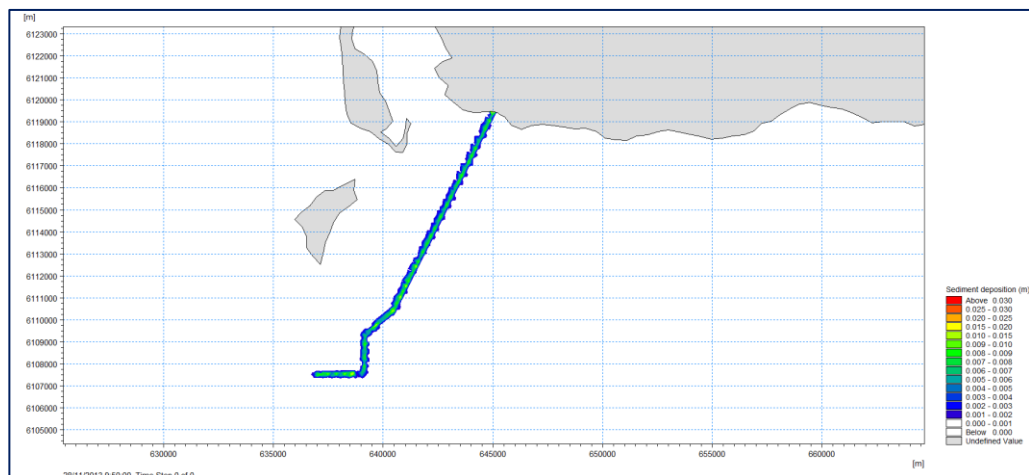 [m]
6123000
6122000
6121000
6120000
6119000
6118000
6117000
6116000
6115000
6114000
6113000
6112000
6111000
6110000
6109000
6108000
6107000
6106000
6105000
630000 635000 640000 645000 650000 655000 660000
[m]
Sediment deposition (m)
Above 0.030
0.025 - 0.030
0.020 - 0.025
0.015 - 0.020
0.010 - 0.015
0.009 - 0.010
0.008 - 0.009
0.007 - 0.008
0.006 - 0.007
0.005 - 0.006
0.004 - 0.005
0.003 - 0.004
0.002 - 0.003
0.001 - 0.002
0.000 - 0.001
Below 0.000
Undefined Value